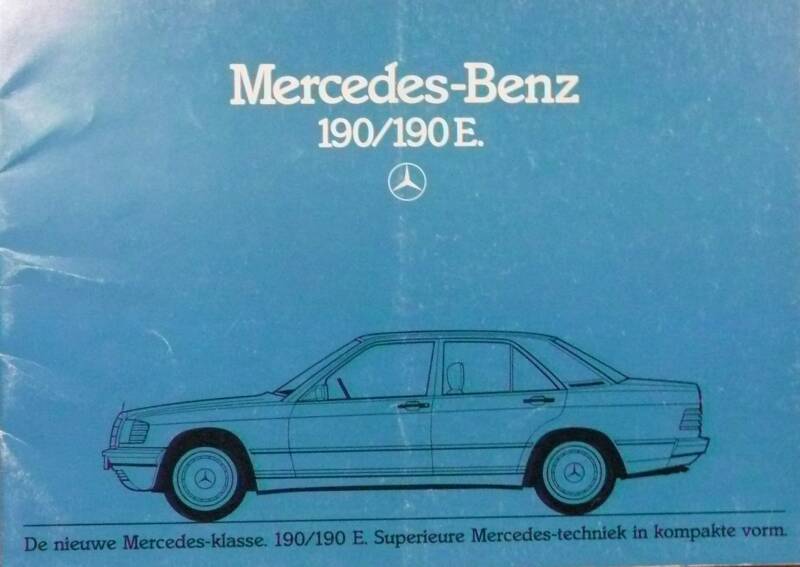 Mercedes-Benz
190/190 E.
De nieuwe Mercedes-klasse. 190/190 E. Superieure Mercedes-techniek in kompakte vorm.